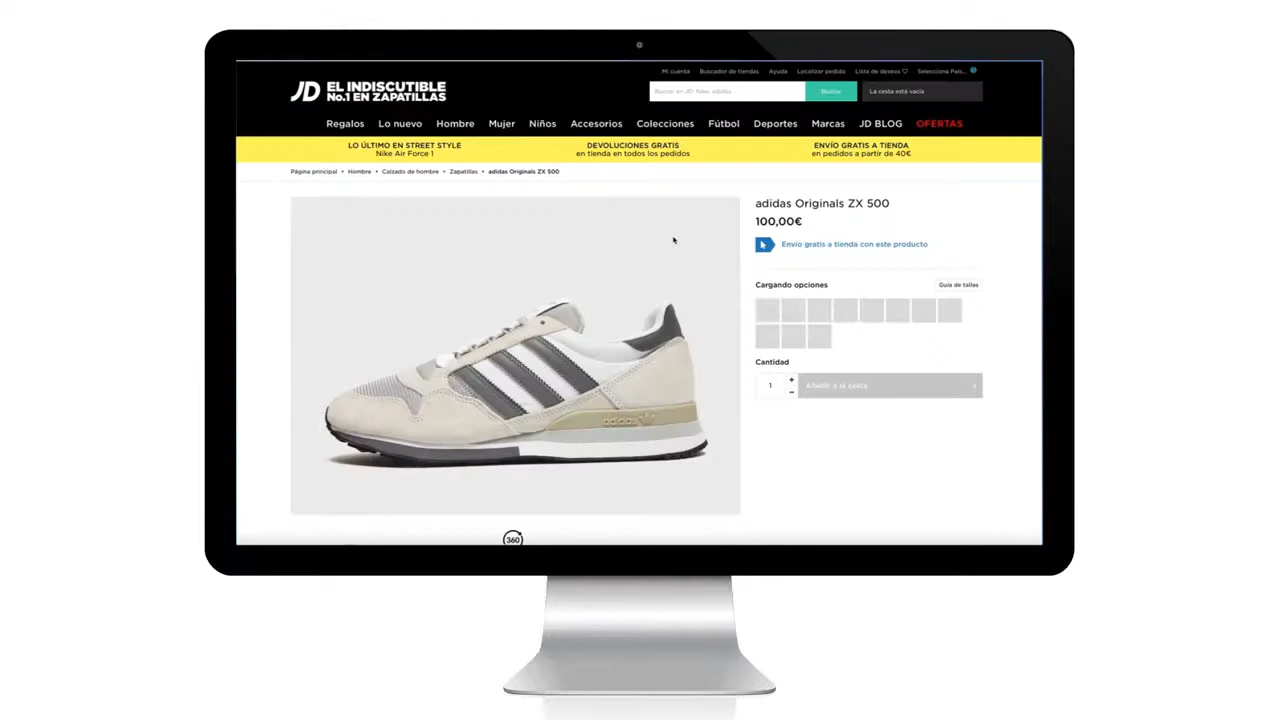 Mi cuenta Buscador de tiendas Ayuda Localizar pedido Lista de deseos Selecciona País...
JD EL INDISCUTIBLE
No.1 EN ZAPATILLAS
Buscar en JD: Nike, adidas... Buscar La cesta está vacía
Regalos Lo nuevo Hombre Mujer Niños Accesorios Colecciones Fútbol Deportes Marcas JD BLOG OFERTAS
LO ÚLTIMO EN STREET STYLE
Nike Air Force 1
DEVOLUCIONES GRATIS
en tienda en todos los pedidos
ENVÍO GRATIS A TIENDA
en pedidos a partir de 40€
Página principal • Hombre • Calzado de hombre • Zapatillas • adidas Originals ZX 500
adidas Originals ZX 500
100,00€
Envío gratis a tienda con este producto
Cargando opciones Guía de tallas
Cantidad
1 + - Añadir a la cesta
adidas
360